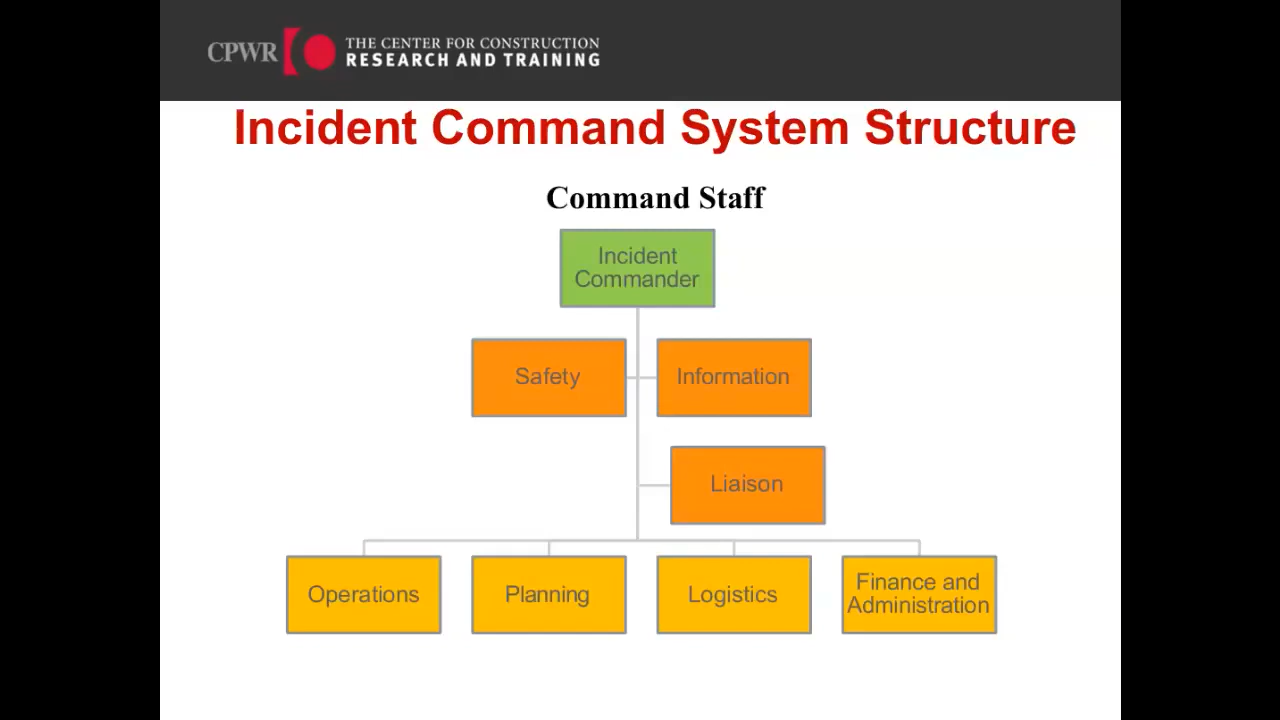 CPWR
THE CENTER FOR CONSTRUCTION
RESEARCH AND TRAINING
Incident Command System Structure
Command Staff
Incident
Commander
Safety
Information
Liaison
Operations
Planning
Logistics
Finance and
Administration